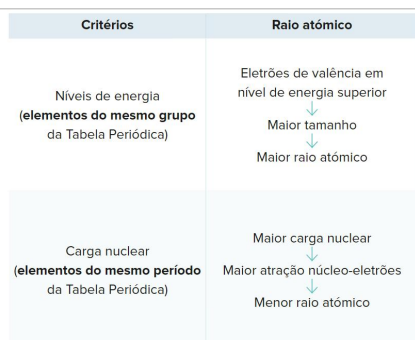 Critérios
Raio atómico
Níveis de energia
(elementos do mesmo grupo
da Tabela Periódica)
Eletrões de valência em
nível de energia superior
↓
Maior tamanho
↓
Maior raio atómico
Carga nuclear
(elementos do mesmo período
da Tabela Periódica)
Maior carga nuclear
↓
Maior atração núcleo-eletrões
↓
Menor raio atómico